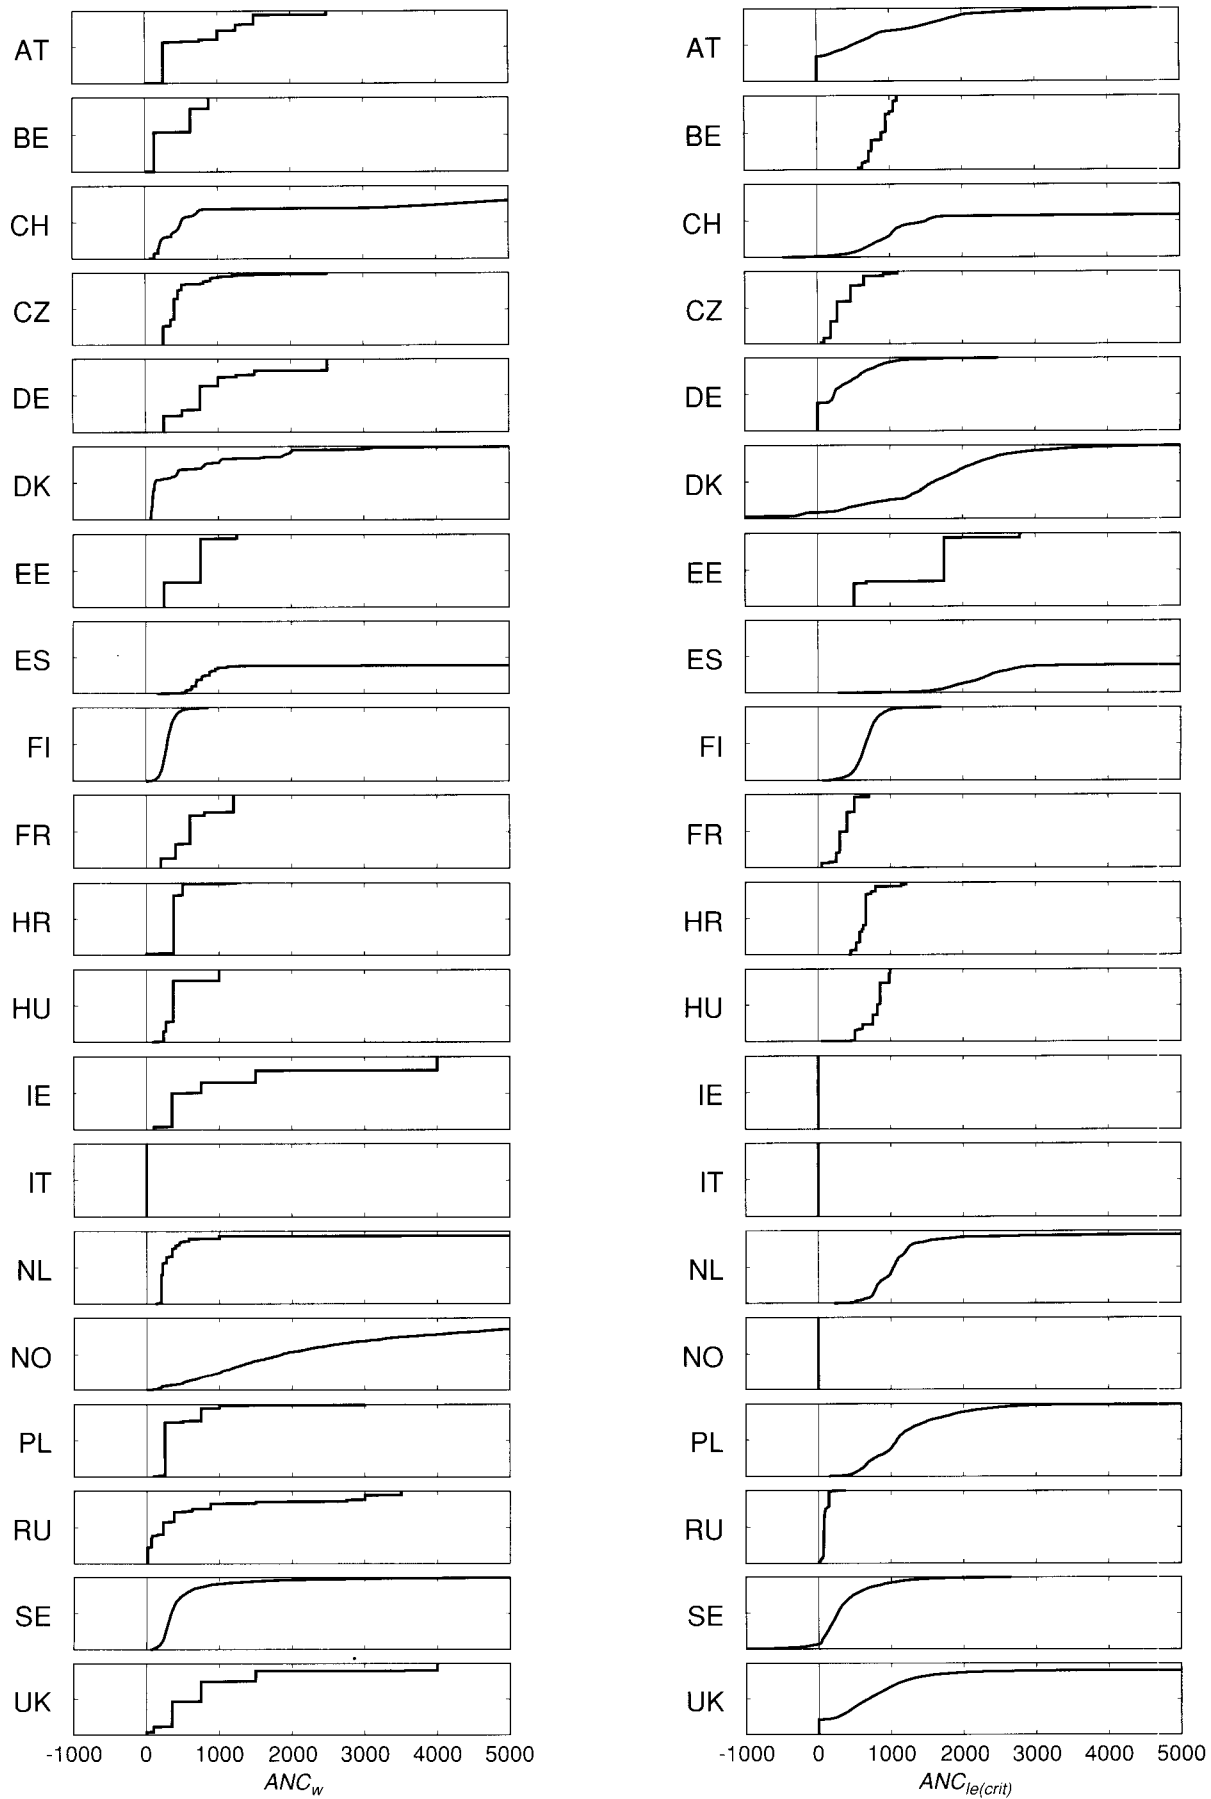 AT AT
BE BE
CH CH
CZ CZ
DE DE
DK DK
EE EE
ES ES
FI FI
FR FR
HR HR
HU HU
IE IE
IT IT
NL NL
NO NO
PL PL
RU RU
SE SE
UK UK
-1000 0 1000 2000 3000 4000 5000 -1000 0 1000 2000 3000 4000 5000
ANCw ANCle(crit)